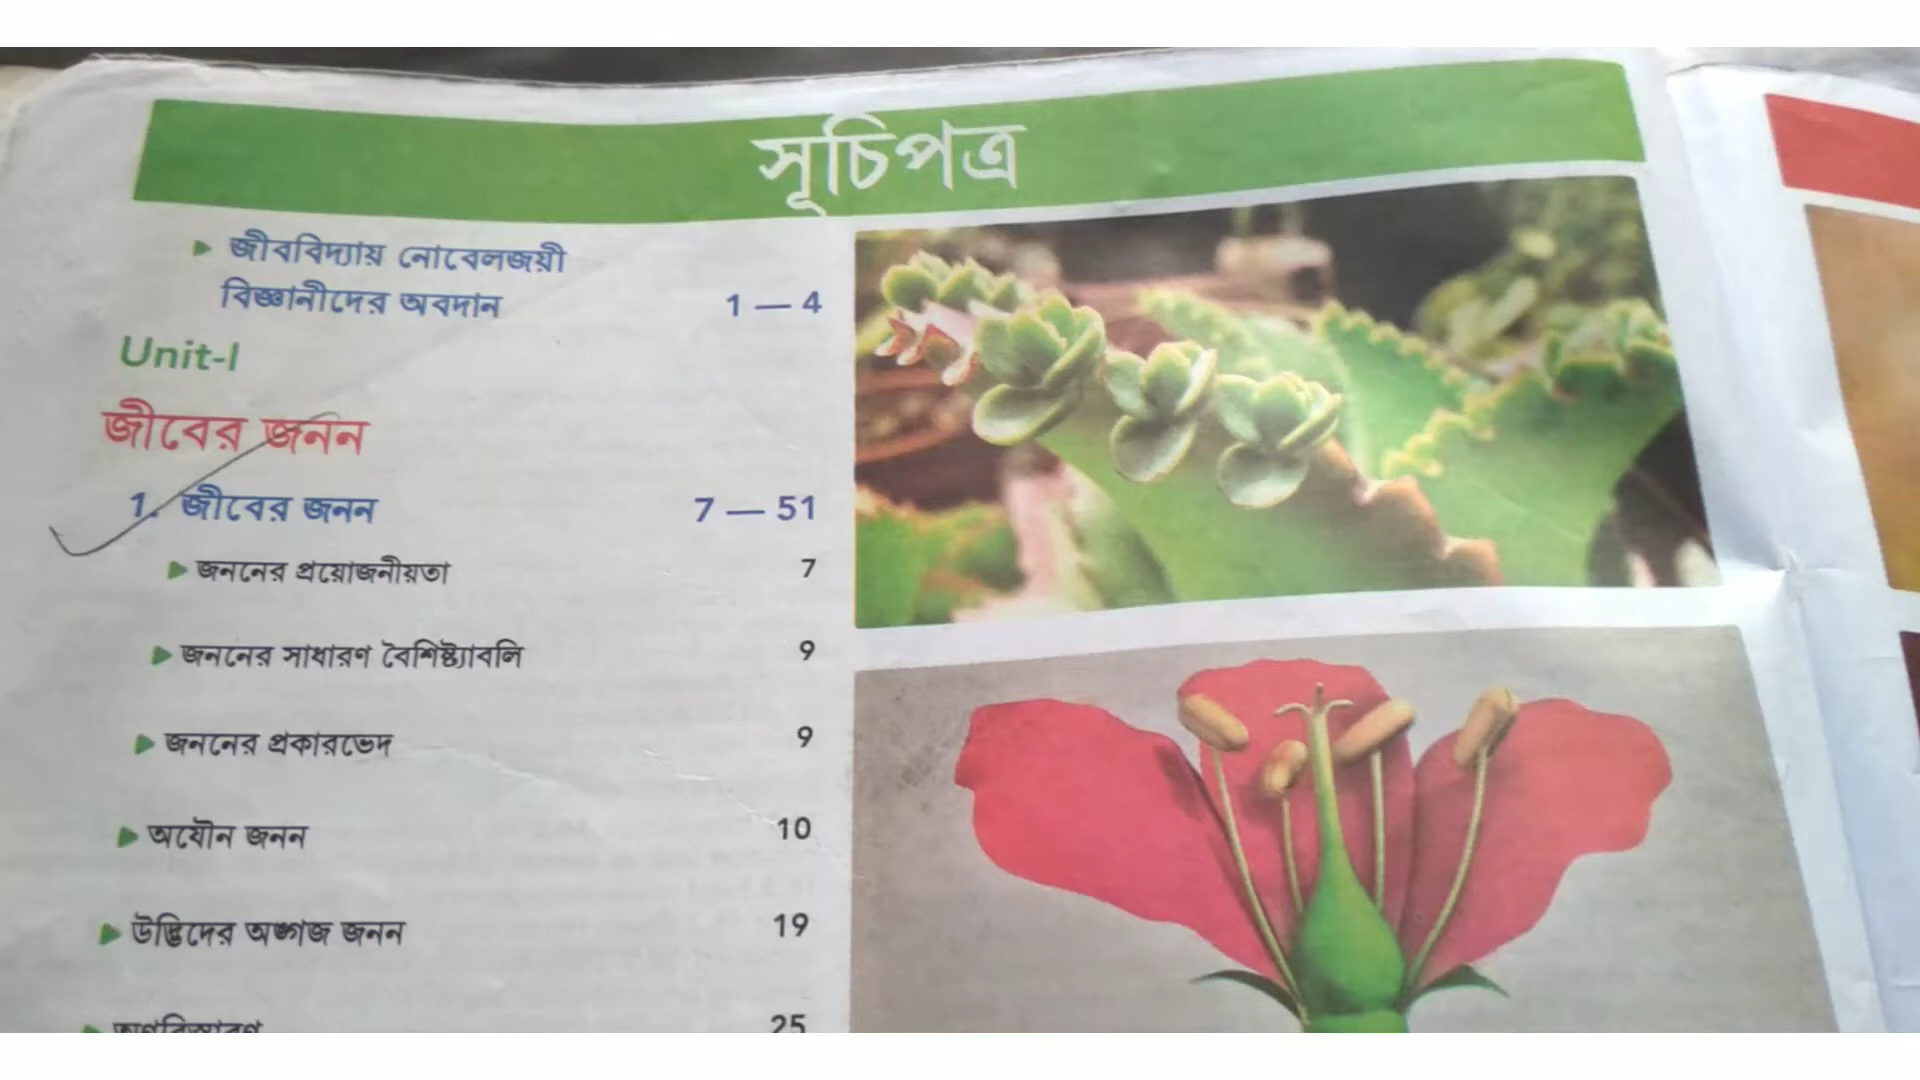 সূচিপত্র
জীববিদ্যায় নোবেলজয়ী
বিজ্ঞানীদের অবদান 1 — 4
Unit-I
জীবের জনন
1. জীবের জনন 7 — 51
জননের প্রয়োজনীয়তা 7
জননের সাধারণ বৈশিষ্ট্যাবলি 9
জননের প্রকারভেদ 9
অযৌন জনন 10
উদ্ভিদের অঙ্গজ জনন 19
25